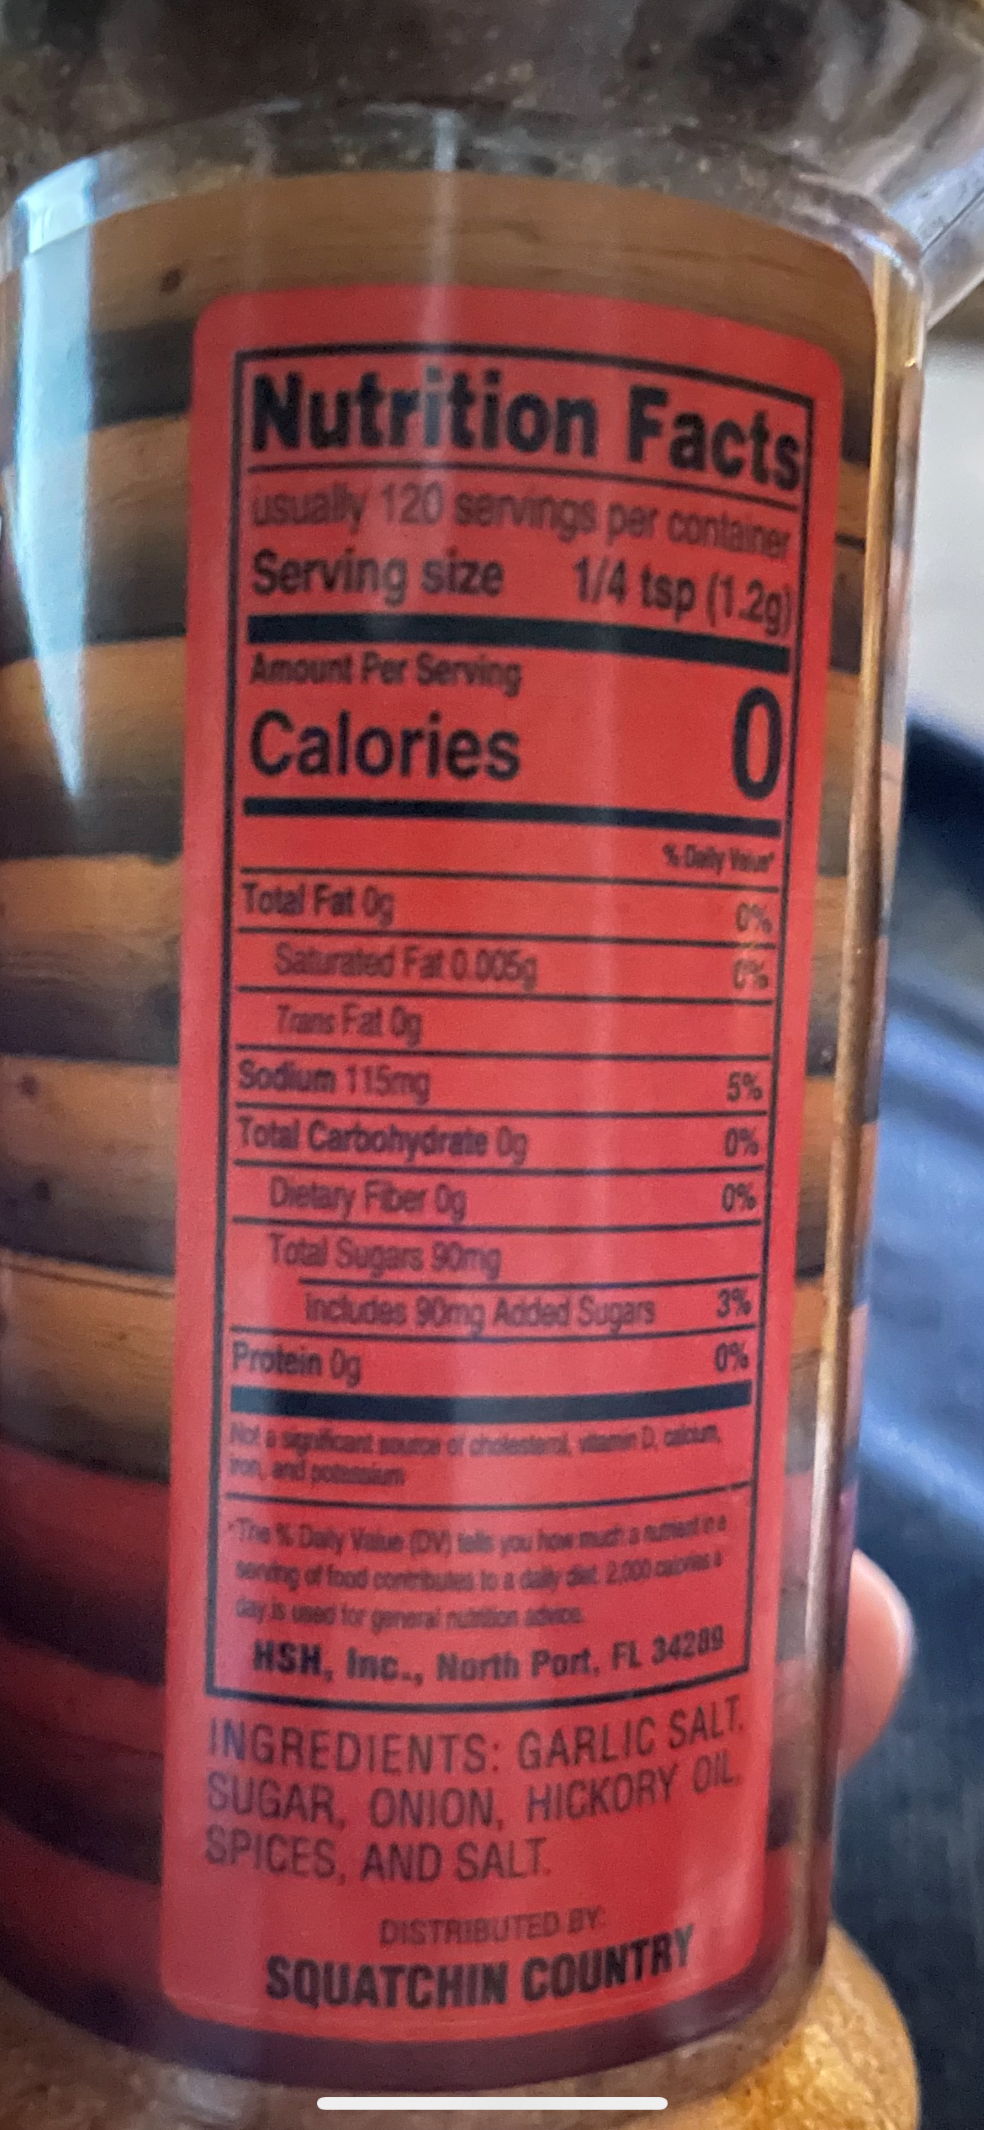 Nutrition Facts
usually 120 servings per container
Serving size 1/4 tsp (1.2g)
Amount Per Serving
Calories 0
% Daily Value*
Total Fat 0g 0%
Saturated Fat 0.005g 0%
Trans Fat 0g
Sodium 115mg 5%
Total Carbohydrate 0g 0%
Dietary Fiber 0g 0%
Total Sugars 90mg
Includes 90mg Added Sugars 3%
Protein 0g 0%
Not a significant source of cholesterol, vitamin D, calcium,
iron, and potassium
*The % Daily Value (DV) tells you how much a nutrient in a
serving of food contributes to a daily diet. 2,000 calories a
day is used for general nutrition advice.
HSH, Inc., North Port, FL 34289
INGREDIENTS: GARLIC SALT,
SUGAR, ONION, HICKORY OIL,
SPICES, AND SALT.
DISTRIBUTED BY:
SQUATCHIN COUNTRY